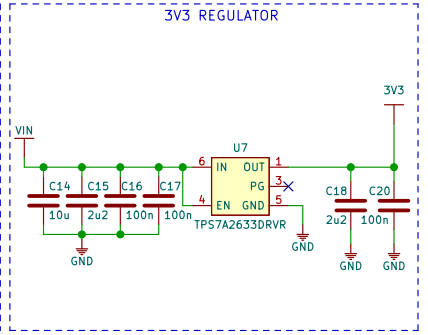 3V3 REGULATOR
3V3
VIN
U7
6 IN OUT 1
C14 C15 C16 C17
PG 3
C18 C20
10u 2u2 100n 100n
4 EN GND 5
2u2 100n
TPS7A2633DRVR
GND
GND
GND GND